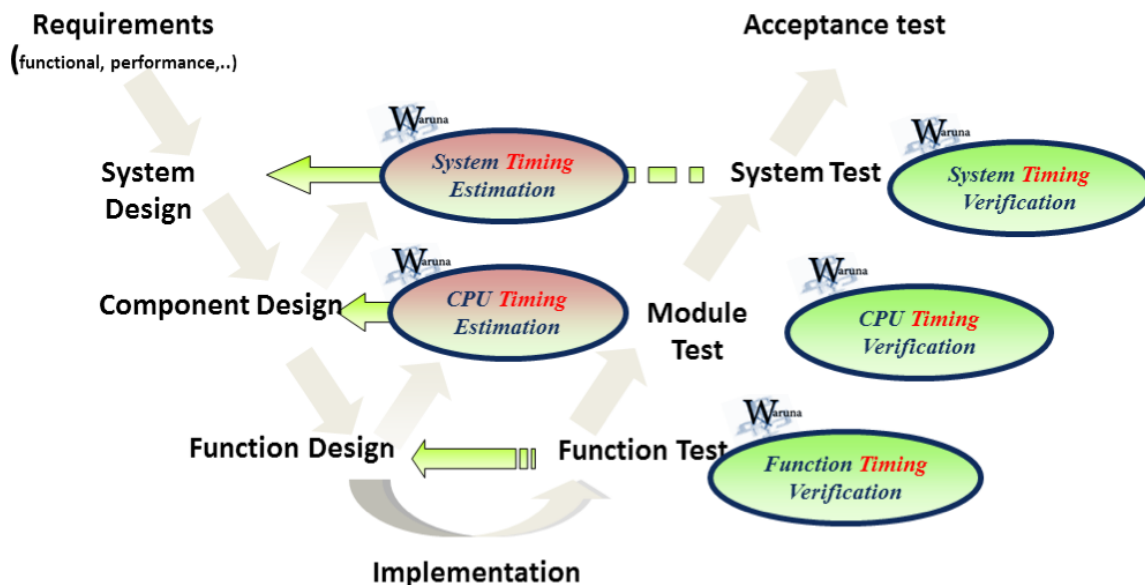 Requirements
(functional, performance,..)
Acceptance test
Waruna
System Timing
Estimation
System
Design
System Test
Waruna
System Timing
Verification
Waruna
CPU Timing
Estimation
Component Design
Module
Test
Waruna
CPU Timing
Verification
Function Design
Function Test
Waruna
Function Timing
Verification
Implementation